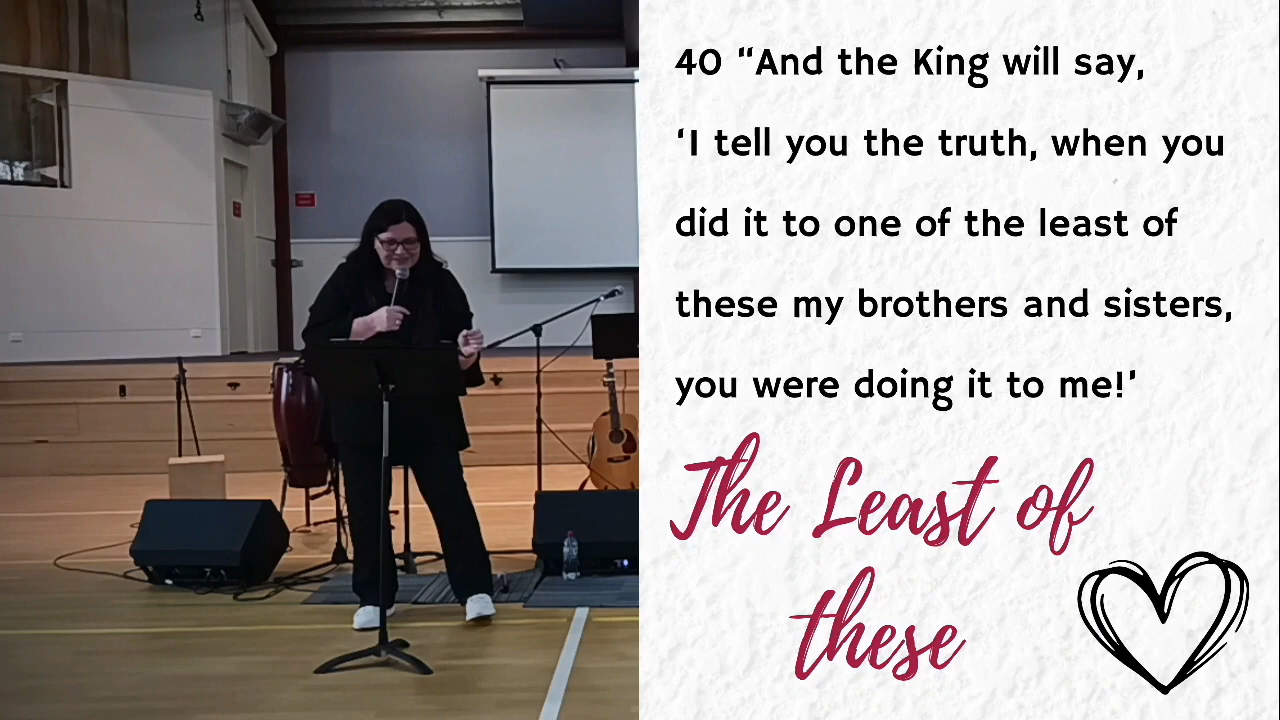 40 “And the King will say,
‘I tell you the truth, when you
did it to one of the least of
these my brothers and sisters,
you were doing it to me!’
The Least of
these